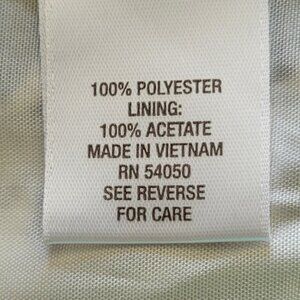 100% POLYESTER
LINING:
100% ACETATE
MADE IN VIETNAM
RN 54050
SEE REVERSE
FOR CARE